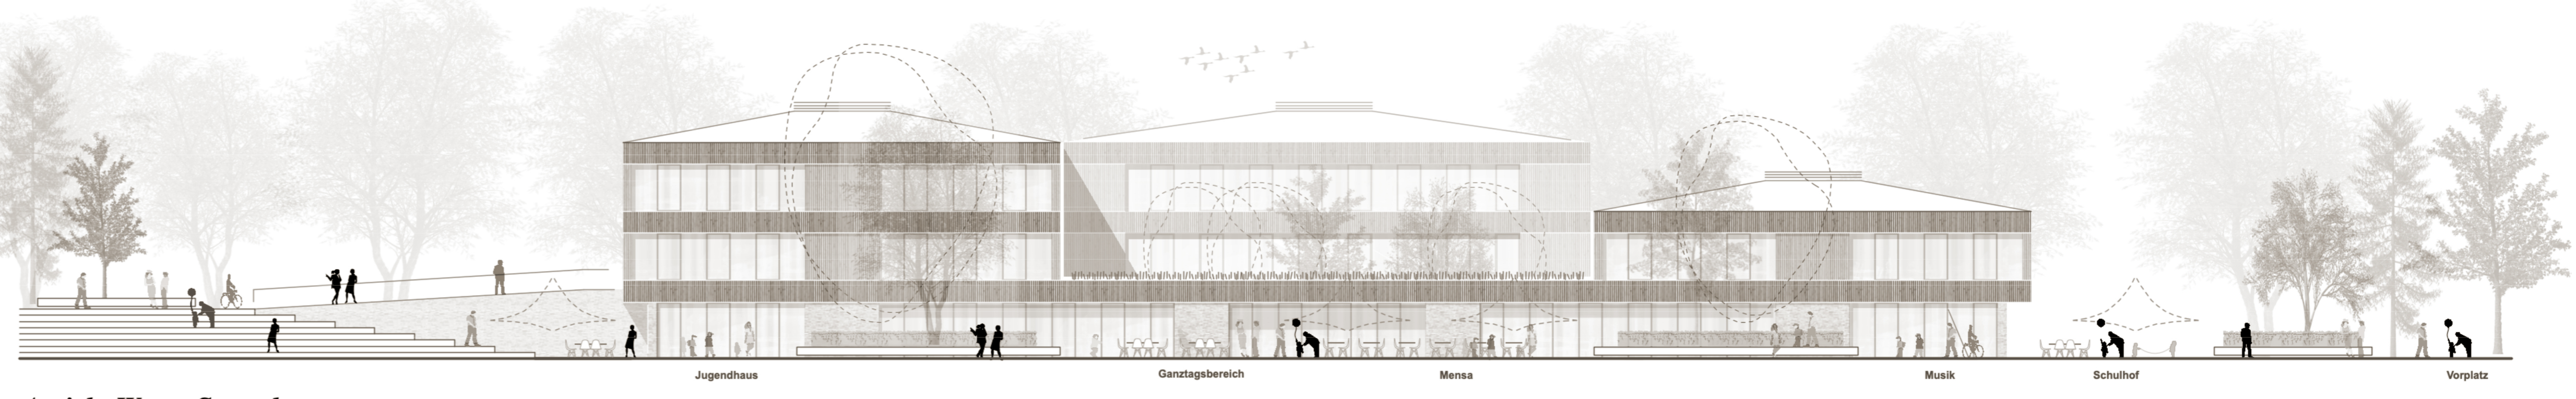 Jugendhaus
Ganztagsbereich
Mensa
Musik
Schulhof
Vorplatz